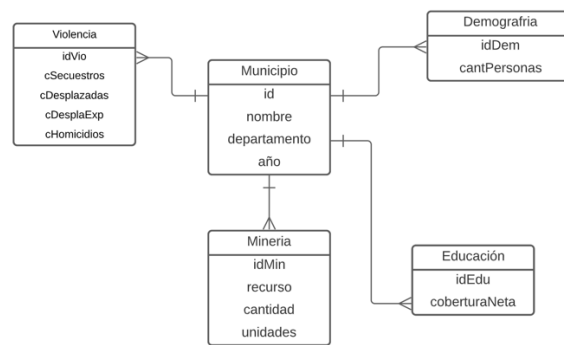 Violencia
idVio
cSecuestros
cDesplazadas
cDesplaExp
cHomicidios
Municipio
id
nombre
departamento
año
Demografria
idDem
cantPersonas
Mineria
idMin
recurso
cantidad
unidades
Educación
idEdu
coberturaNeta